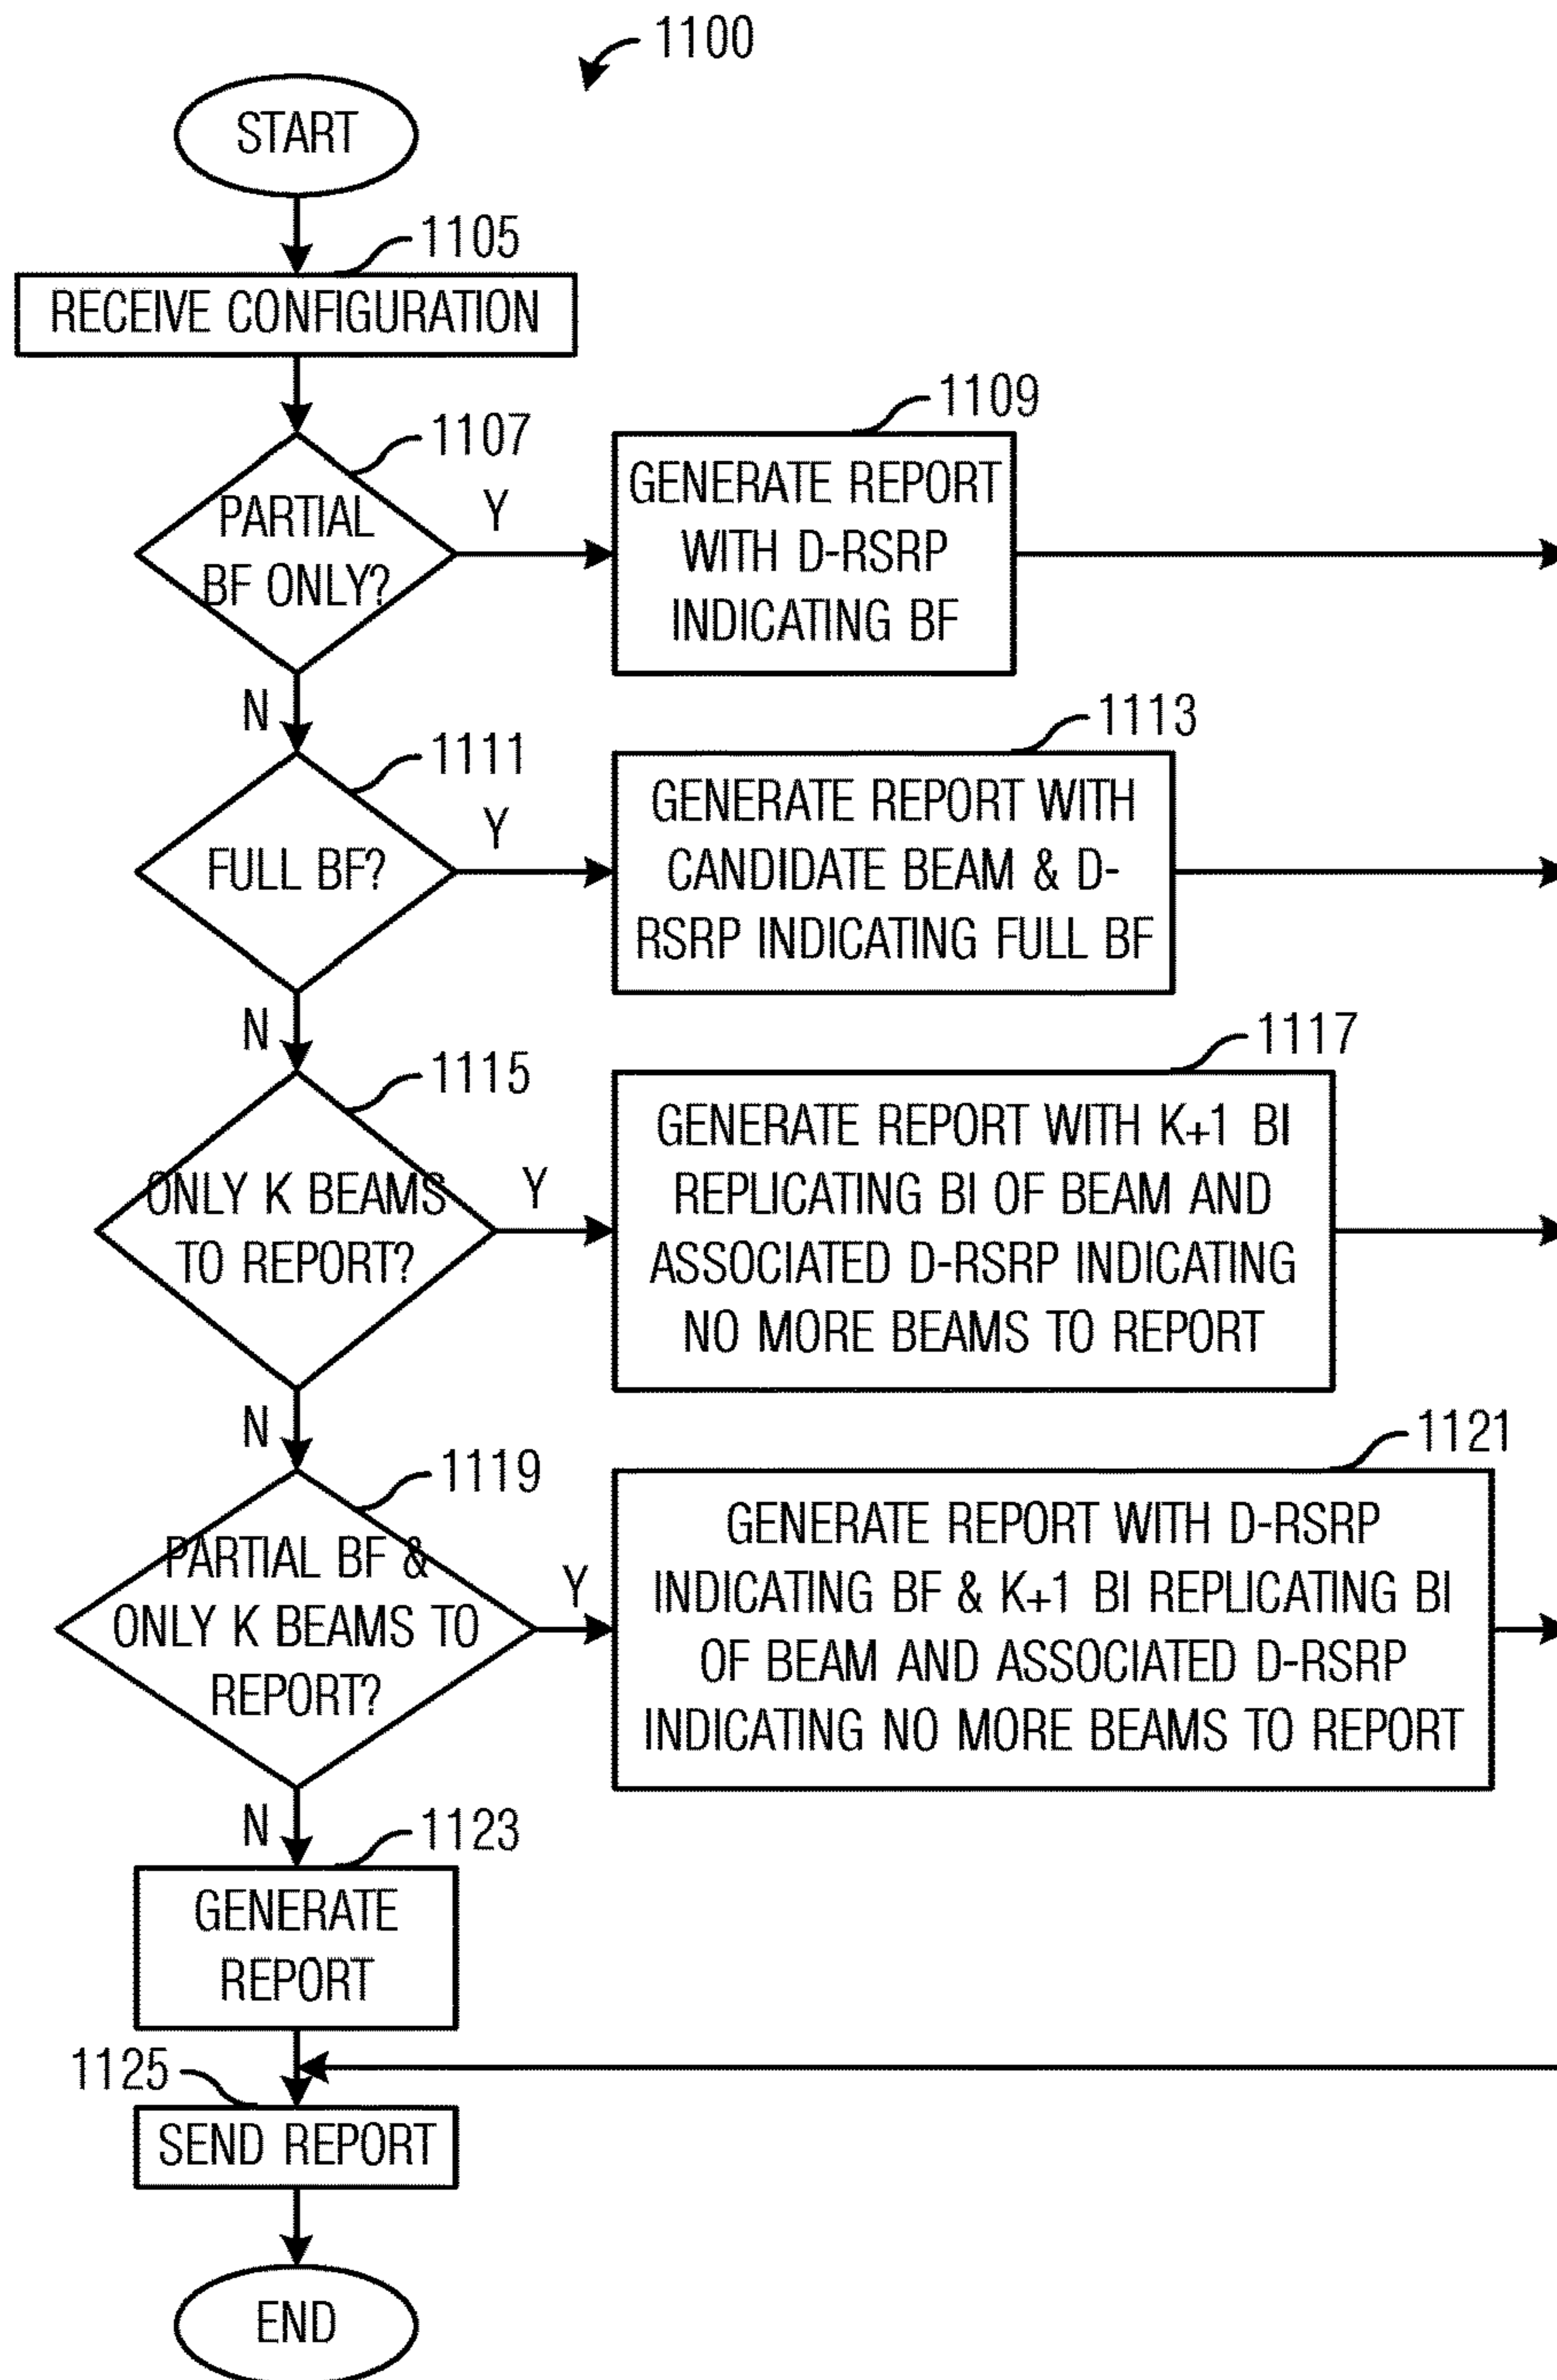 1100
START
1105
RECEIVE CONFIGURATION
1107
PARTIAL
BF ONLY?
Y
N
1109
GENERATE REPORT
WITH D-RSRP
INDICATING BF
1111
FULL BF?
Y
N
1113
GENERATE REPORT WITH
CANDIDATE BEAM & D-
RSRP INDICATING FULL BF
1115
ONLY K BEAMS
TO REPORT?
Y
N
1117
GENERATE REPORT WITH K+1 BI
REPLICATING BI OF BEAM AND
ASSOCIATED D-RSRP INDICATING
NO MORE BEAMS TO REPORT
1119
PARTIAL BF &
ONLY K BEAMS TO
REPORT?
Y
N
1121
GENERATE REPORT WITH D-RSRP
INDICATING BF & K+1 BI REPLICATING BI
OF BEAM AND ASSOCIATED D-RSRP
INDICATING NO MORE BEAMS TO REPORT
1123
GENERATE
REPORT
1125
SEND REPORT
END